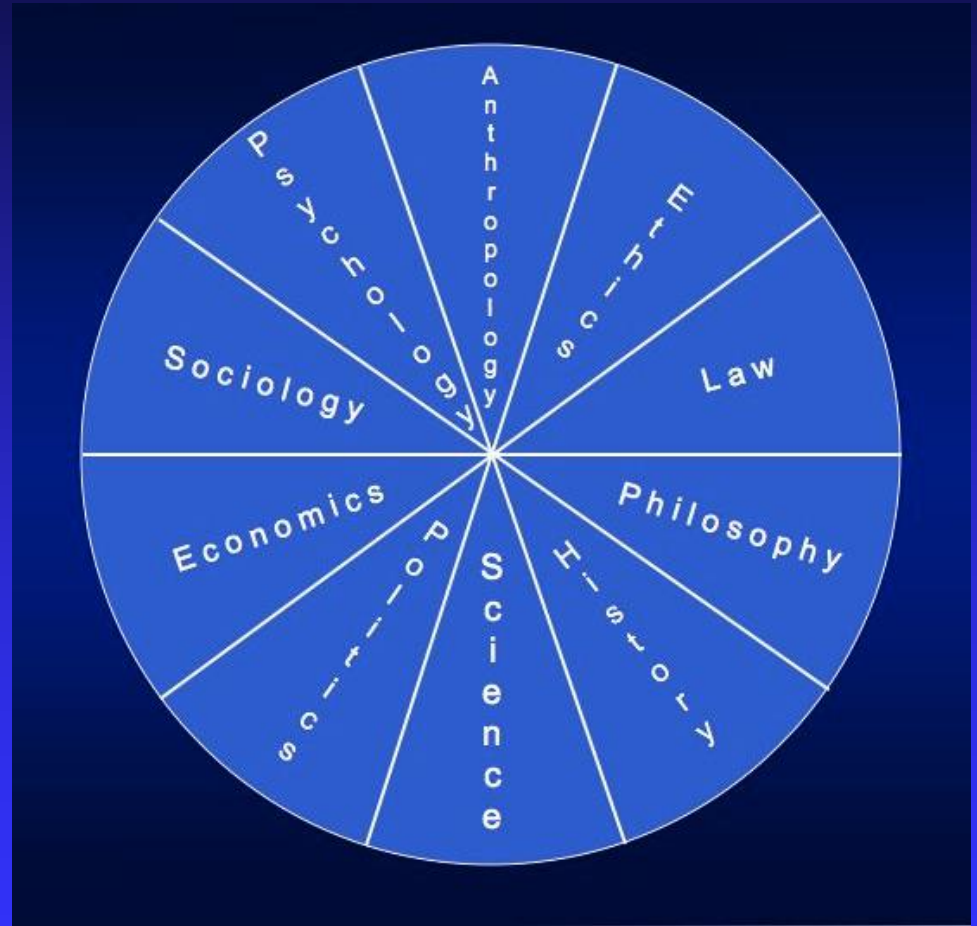 Anthropology
Ethics
Law
Philosophy
History
Science
Politics
Economics
Sociology
Psychology